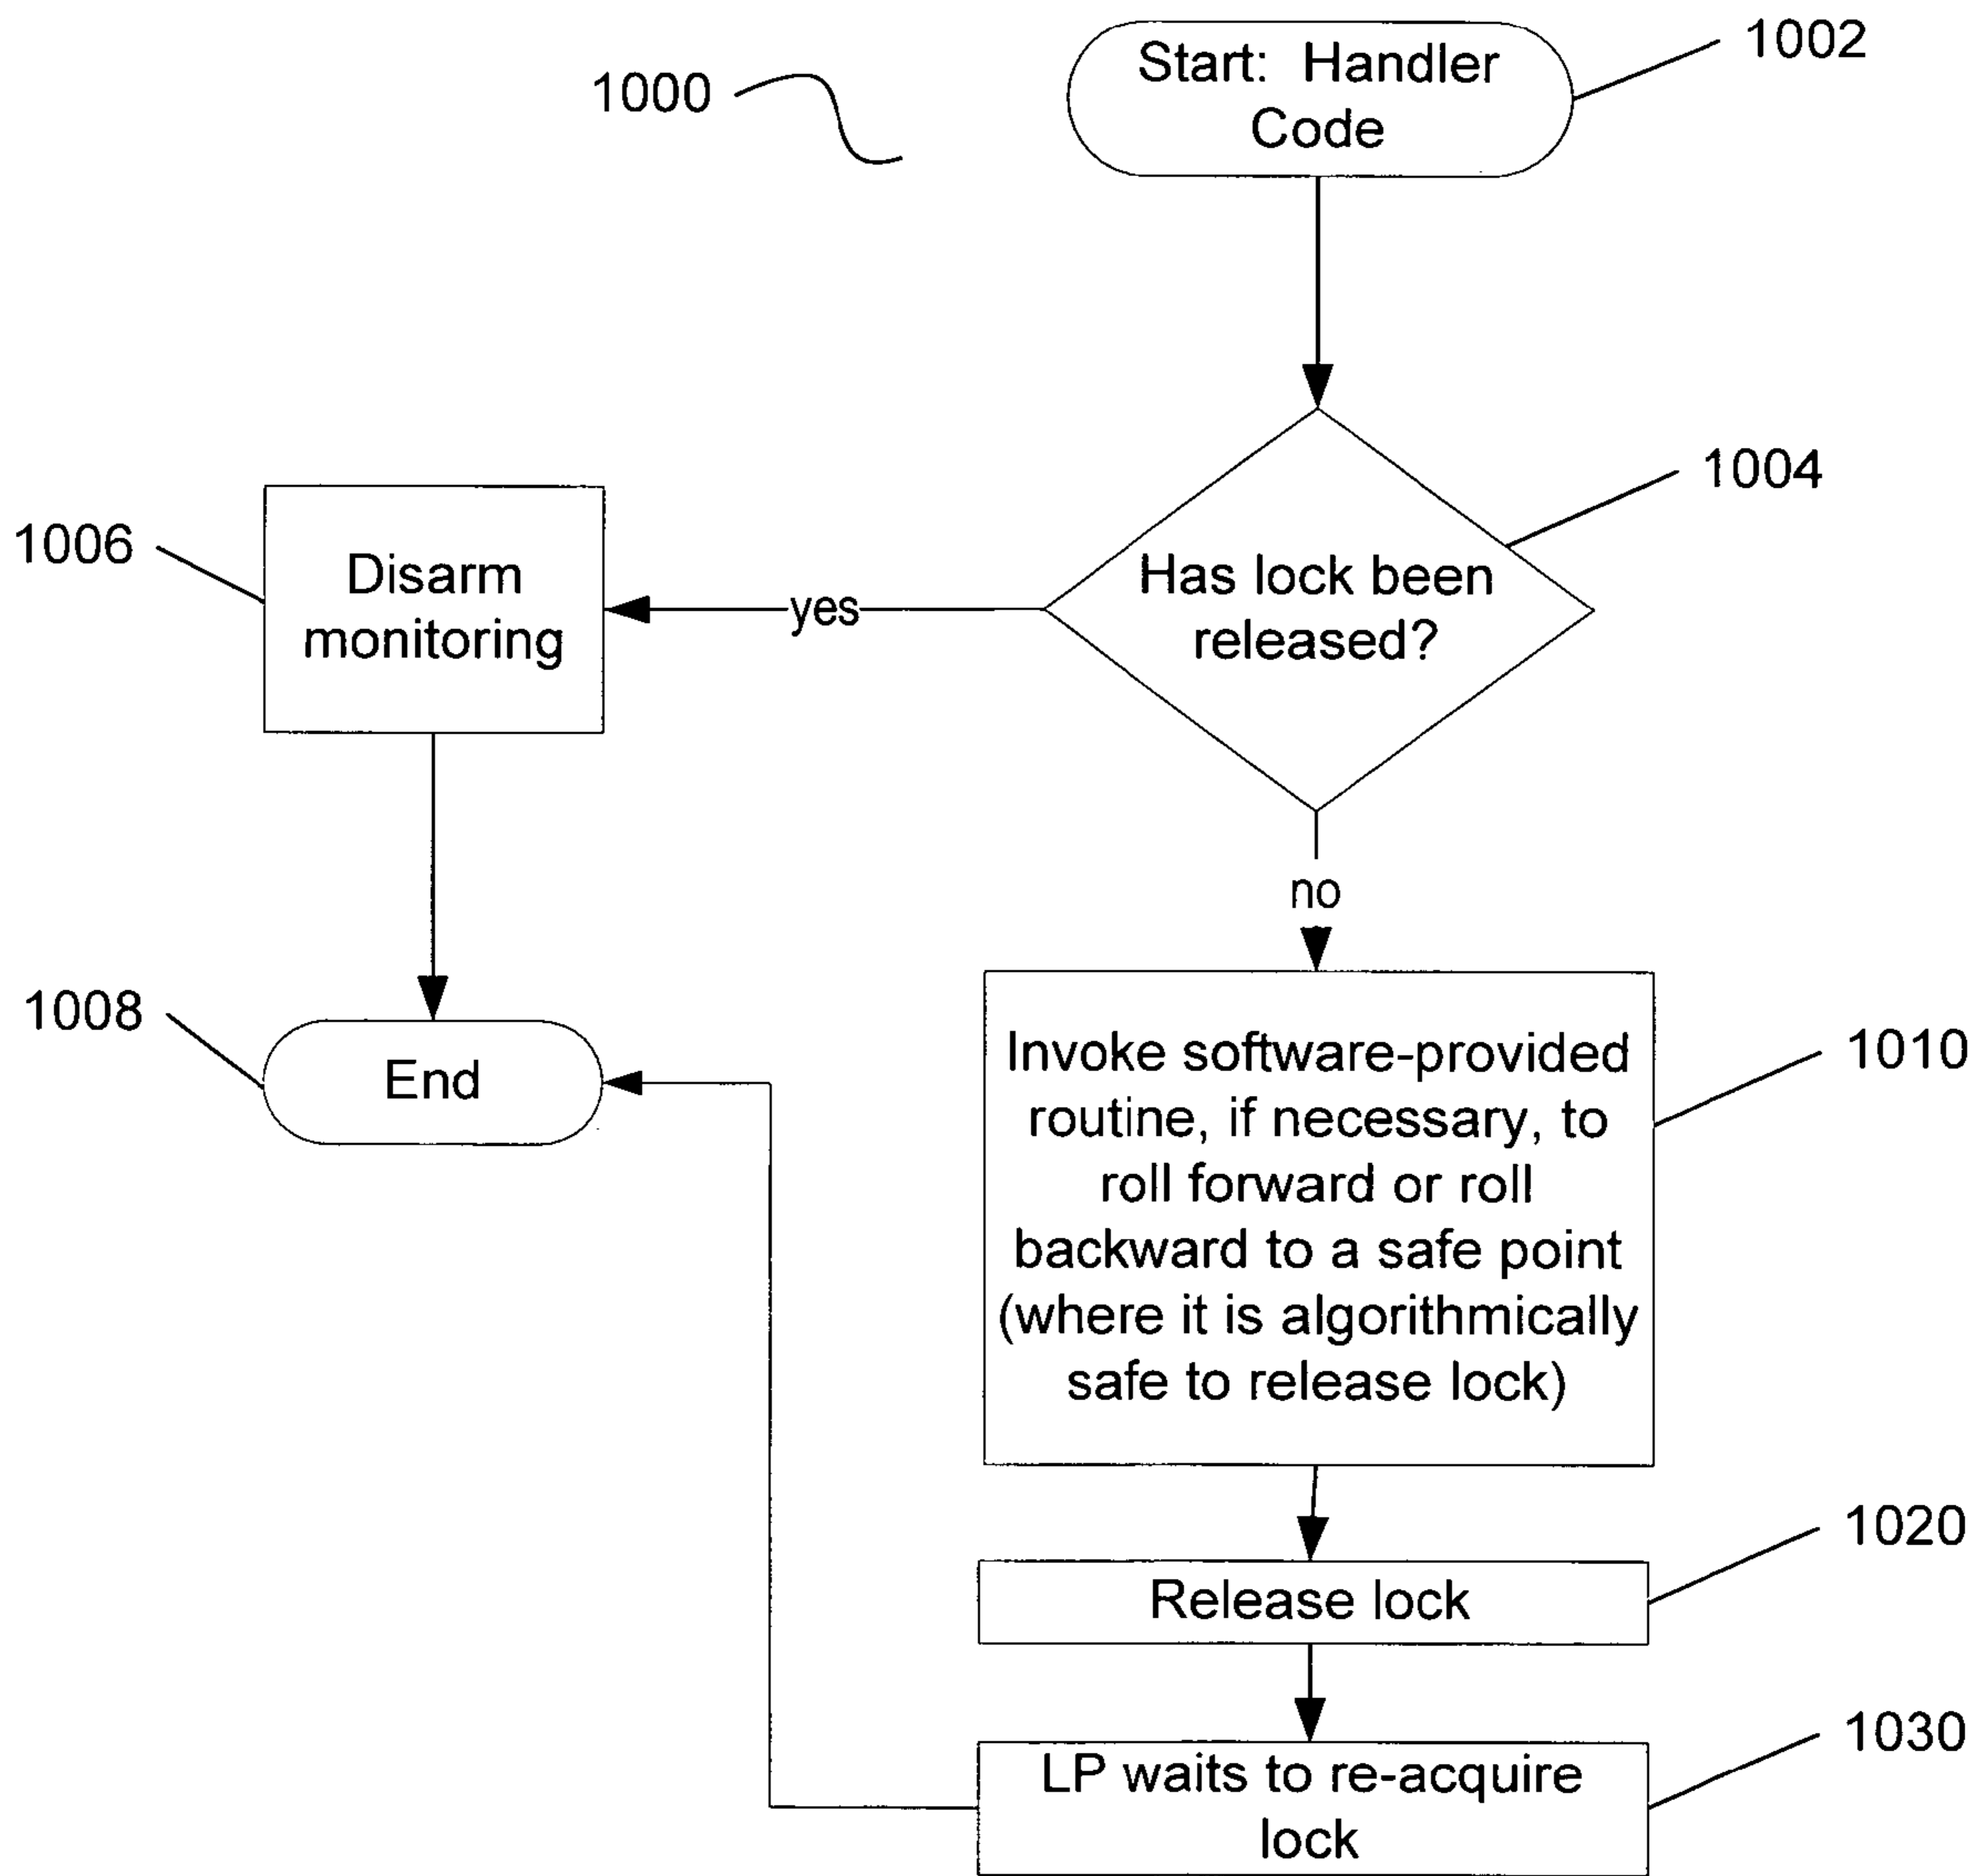 1000
Start: Handler
Code
1002
Has lock been
released?
1004
yes
Disarm
monitoring
1006
End
1008
no
Invoke software-provided
routine, if necessary, to
roll forward or roll
backward to a safe point
(where it is algorithmically
safe to release lock)
1010
Release lock
1020
LP waits to re-acquire
lock
1030